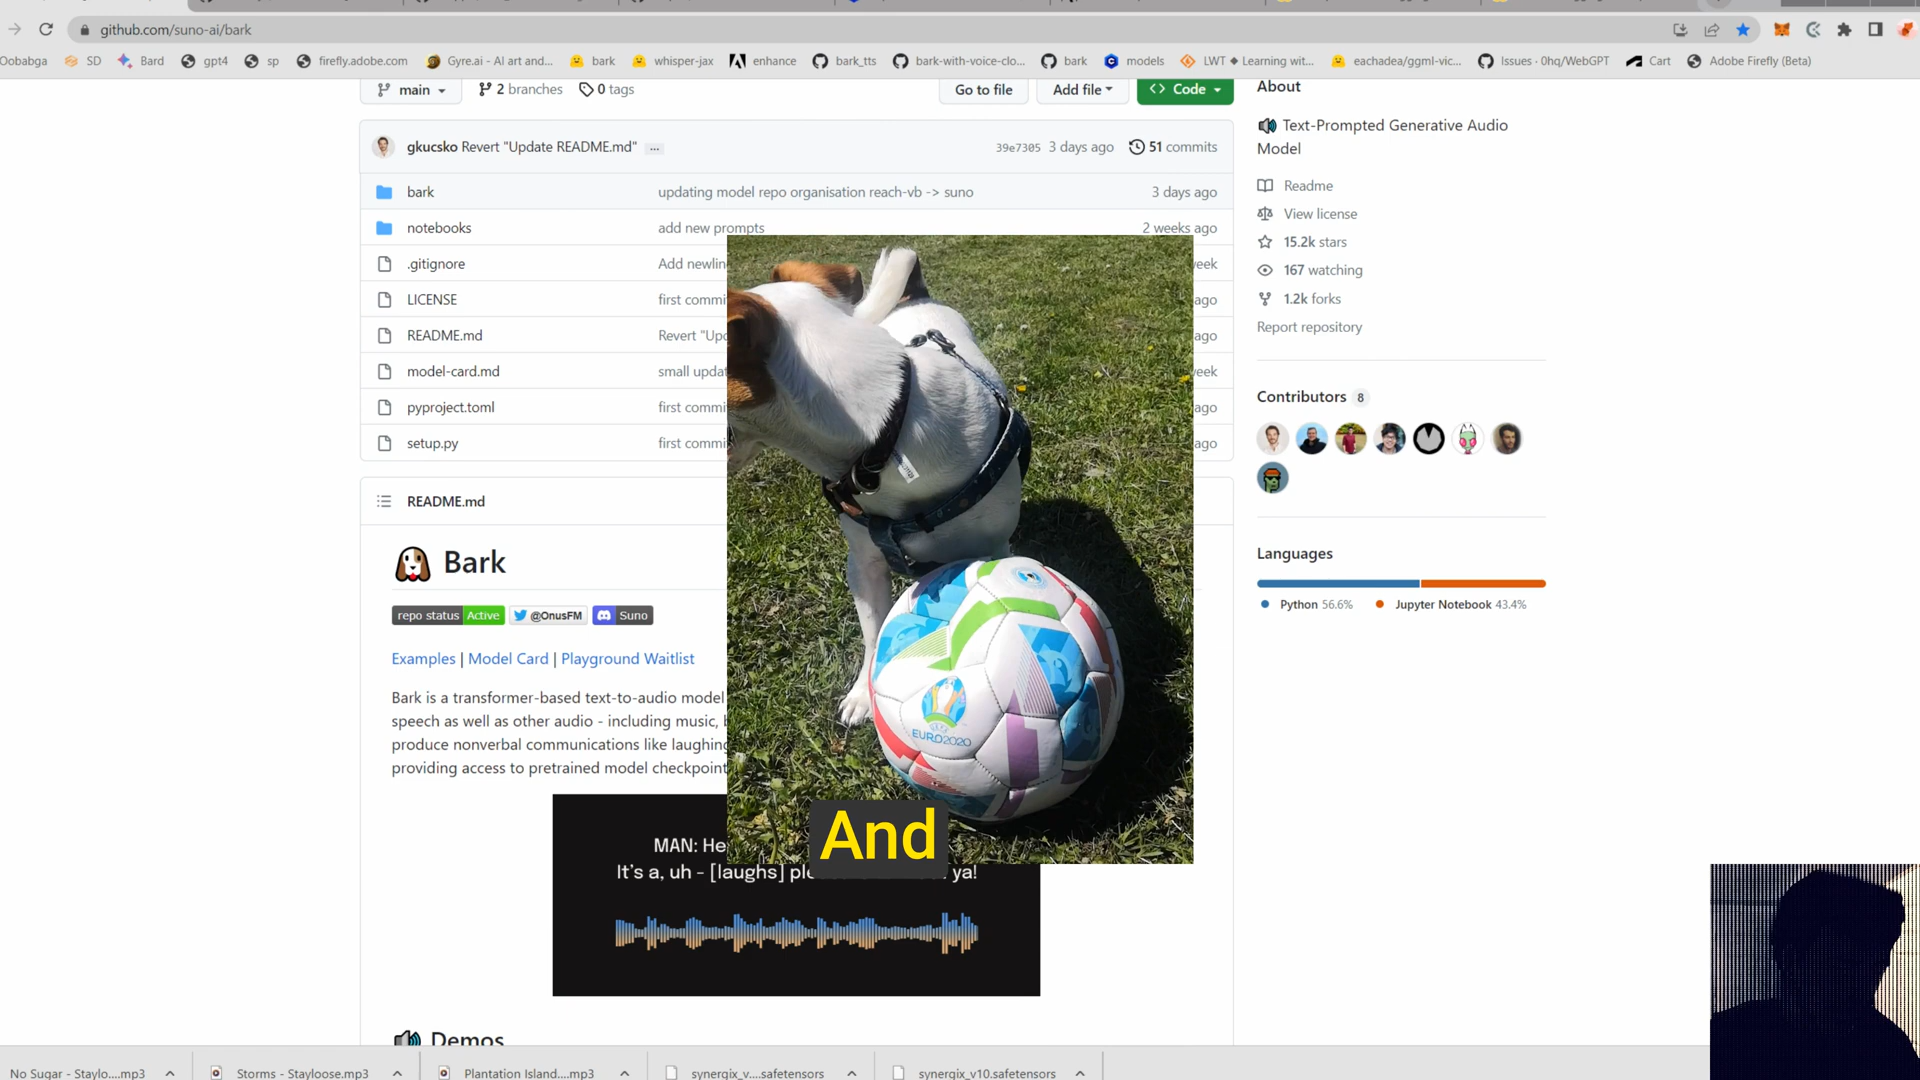 github.com/suno-ai/bark
Oobabga SD Bard gpt4 sp firefly.adobe.com Gyre.ai - AI art and... bark whisper-jax enhance bark_tts bark-with-voice-clo... bark models LWT ◆ Learning wit... eachadea/ggml-vic... Issues · 0hq/WebGPT Cart Adobe Firefly (Beta)
main 2 branches 0 tags Go to file Add file Code
gkucsko Revert "Update README.md" ... 39e7305 3 days ago 51 commits
bark updating model repo organisation reach-vb -> suno 3 days ago
notebooks add new prompts 2 weeks ago
.gitignore Add newlin week
LICENSE first commi ago
README.md Revert "Upd ago
model-card.md small updat week
pyproject.toml first commi ago
setup.py first commi ago
README.md
Bark
repo status Active @OnusFM Suno
Examples | Model Card | Playground Waitlist
Bark is a transformer-based text-to-audio model
speech as well as other audio - including music,
produce nonverbal communications like laughing
providing access to pretrained model checkpoint
EURO2020
And
MAN: He
It's a, uh - [laughs] ya!
Demos
About
Text-Prompted Generative Audio
Model
Readme
View license
15.2k stars
167 watching
1.2k forks
Report repository
Contributors 8
Languages
Python 56.6% Jupyter Notebook 43.4%
No Sugar - Staylo....mp3 Storms - Stayloose.mp3 Plantation Island....mp3 synergix_v....safetensors synergix_v10.safetensors